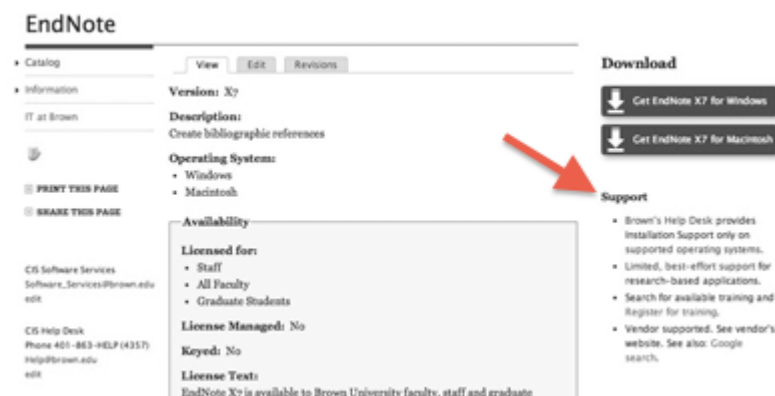 EndNote
Catalog
Information
IT at Brown
PRINT THIS PAGE
SHARE THIS PAGE
CIS Software Services
Software_Services@brown.edu
edit
CIS Help Desk
Phone 401-863-HELP (4357)
Help@brown.edu
edit
View Edit Revisions
Version: X7
Description:
Create bibliographic references
Operating System:
Windows
Macintosh
Availability
Licensed for:
Staff
All Faculty
Graduate Students
License Managed: No
Keyed: No
License Text:
EndNote X7 is available to Brown University faculty, staff and graduate
Download
Get EndNote X7 for Windows
Get EndNote X7 for Macintosh
Support
Brown's Help Desk provides
Installation Support only on
supported operating systems.
Limited, best-effort support for
research-based applications.
Search for available training and
Register for training.
Vendor supported. See vendor's
website. See also: Google
search.